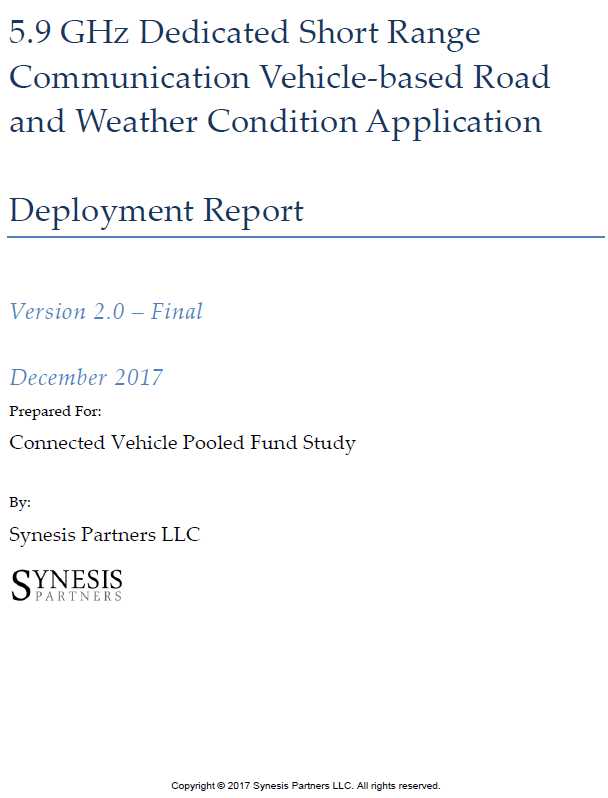 5.9 GHz Dedicated Short Range
Communication Vehicle-based Road
and Weather Condition Application
Deployment Report
Version 2.0 – Final
December 2017
Prepared For:
Connected Vehicle Pooled Fund Study
By:
Synesis Partners LLC
SYNESIS
PARTNERS
Copyright © 2017 Synesis Partners LLC. All rights reserved.